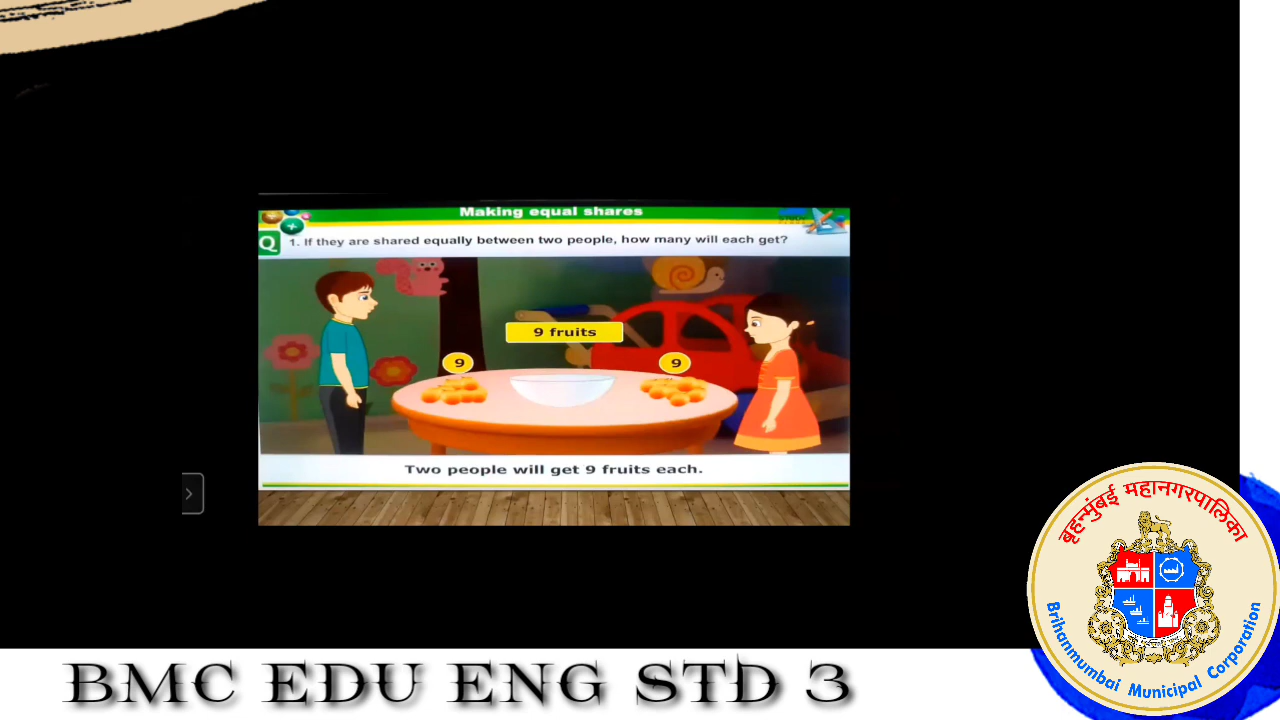 Making equal shares
Q 1. If they are shared equally between two people, how many will each get?
9 fruits
9 9
Two people will get 9 fruits each.
बृहन्मुंबई महानगरपालिका
Brihanmumbai Municipal Corporation
BMC EDU ENG STD 3